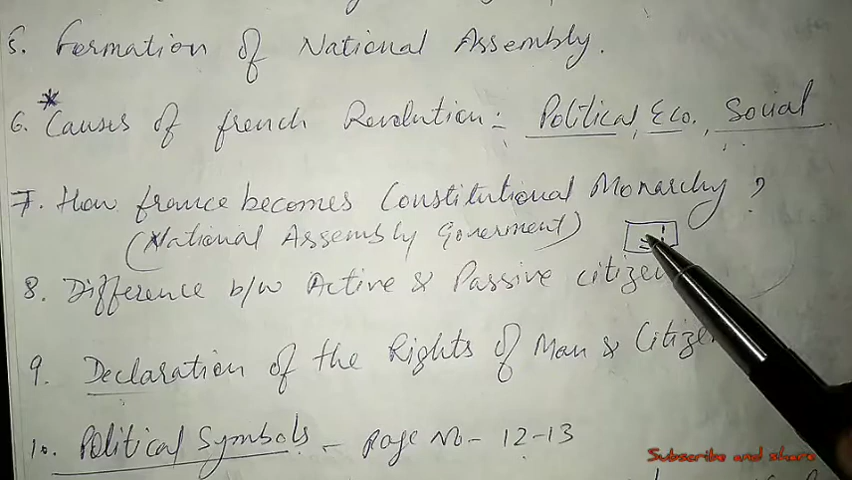 5. Formation of National Assembly.
6. *Causes of french Revolution:- Political, Eco., Social
7. How france becomes Constitutional Monarchy?
(National Assembly Goverment)
8. Difference b/w Active & Passive citizen
9. Declaration of the Rights of Man & Citize
10. Political Symbols - Page No- 12-13
Subscribe and share